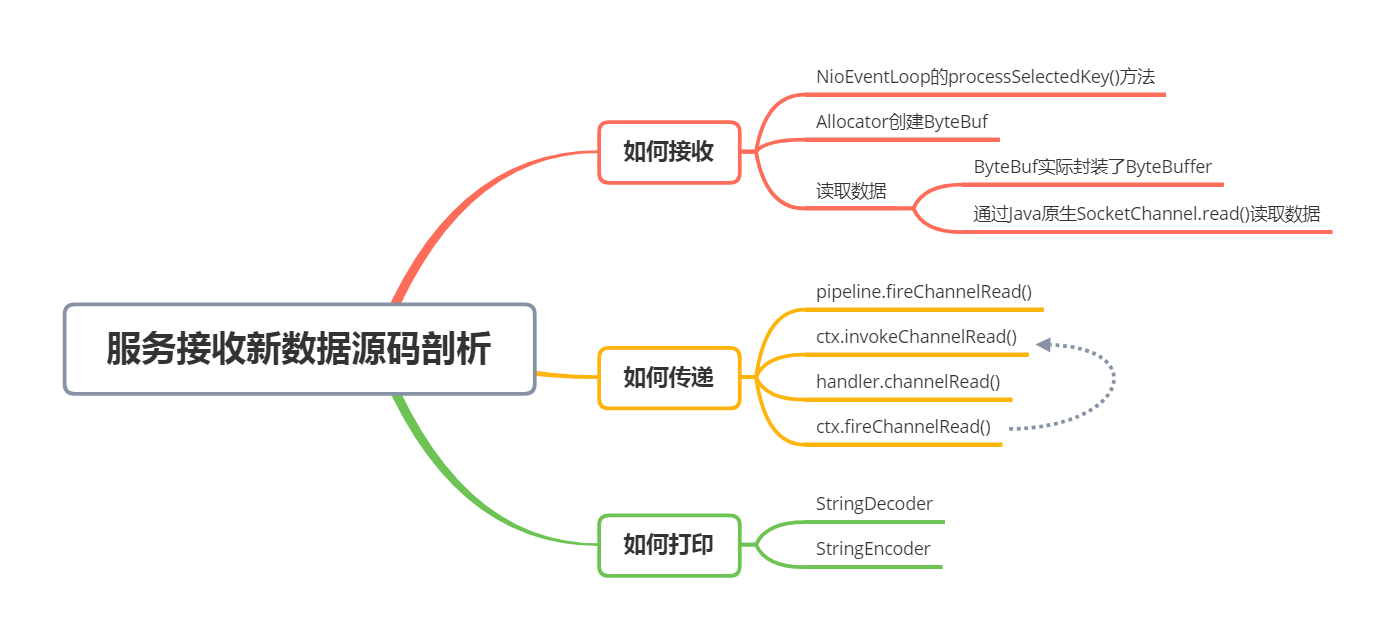 服务接收新数据源码剖析
如何接收
NioEventLoop的processSelectedKey()方法
Allocator创建ByteBuf
读取数据
ByteBuf实际封装了ByteBuffer
通过Java原生SocketChannel.read()读取数据
如何传递
pipeline.fireChannelRead()
ctx.invokeChannelRead()
handler.channelRead()
ctx.fireChannelRead()
如何打印
StringDecoder
StringEncoder